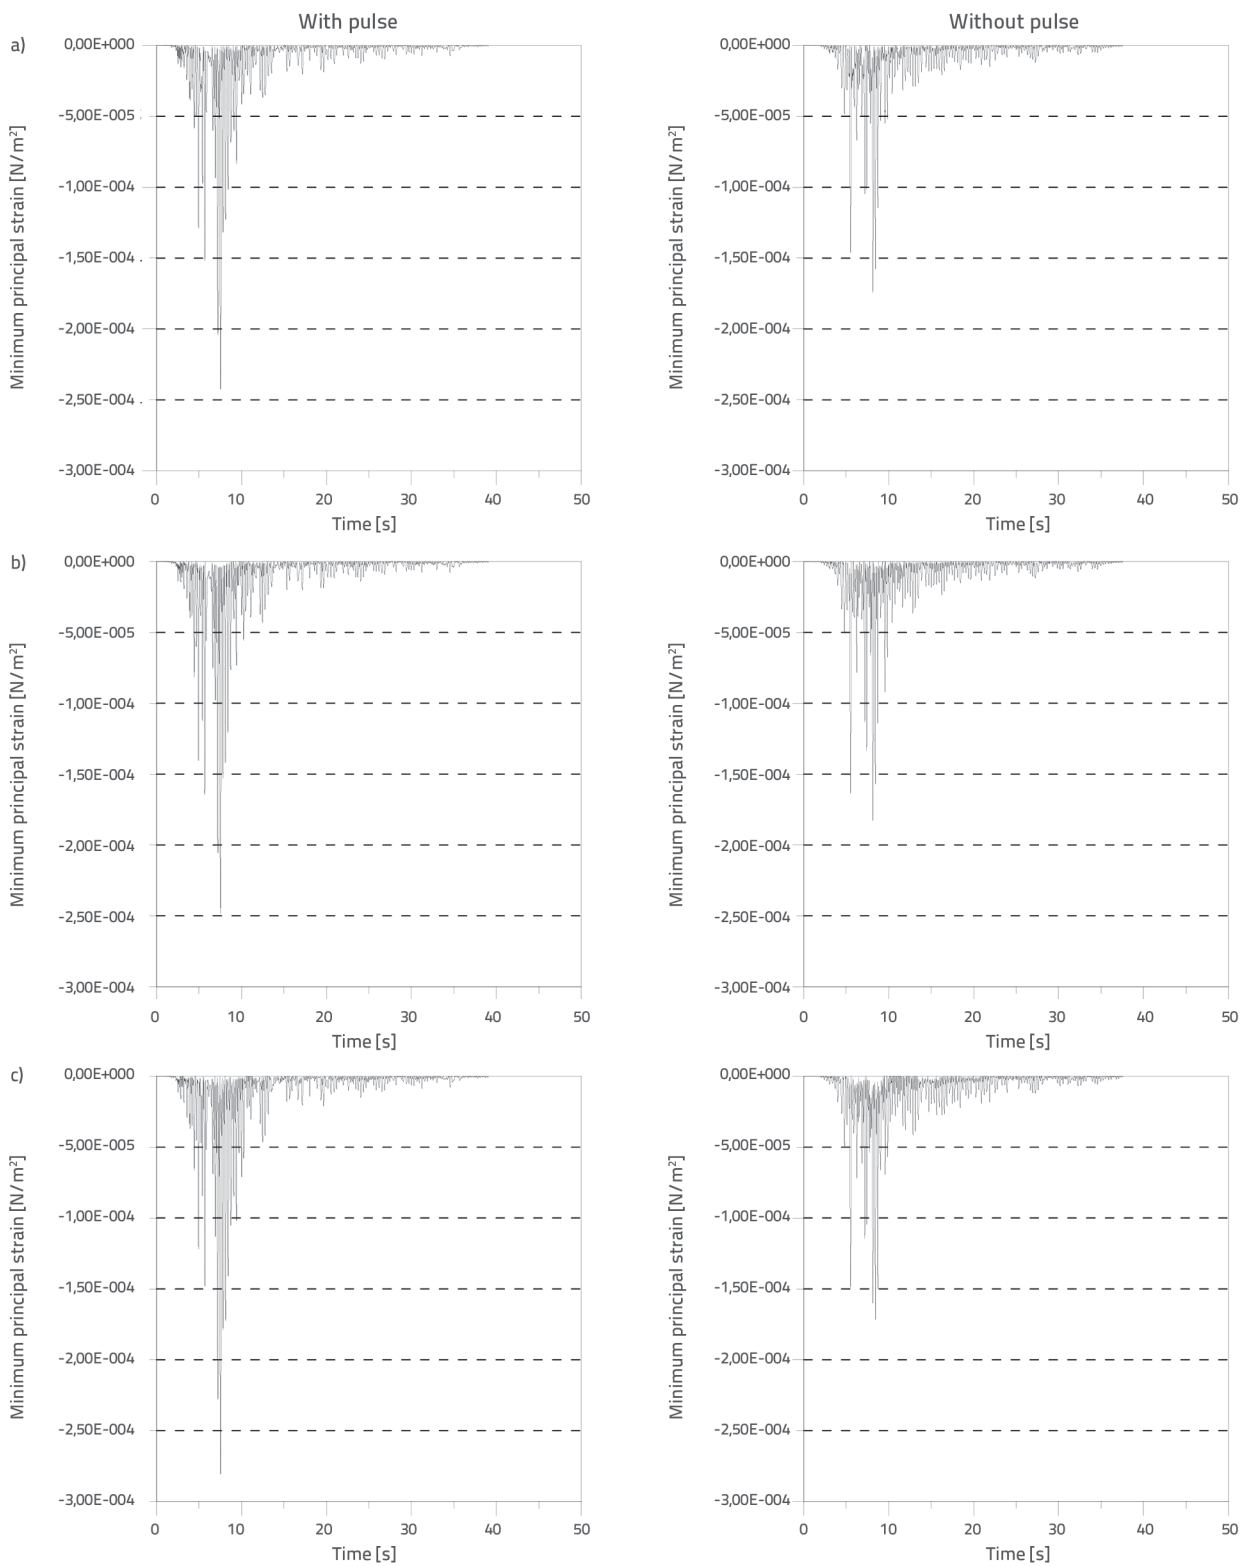 With pulse
Without pulse
a)
Minimum principal strain [N/m²]
0,00E+000
-5,00E-005
-1,00E-004
-1,50E-004
-2,00E-004
-2,50E-004
-3,00E-004
0 10 20 30 40 50
Time [s]
Minimum principal strain [N/m²]
0,00E+000
-5,00E-005
-1,00E-004
-1,50E-004
-2,00E-004
-2,50E-004
-3,00E-004
0 10 20 30 40 50
Time [s]
b)
Minimum principal strain [N/m²]
0,00E+000
-5,00E-005
-1,00E-004
-1,50E-004
-2,00E-004
-2,50E-004
-3,00E-004
0 10 20 30 40 50
Time [s]
Minimum principal strain [N/m²]
0,00E+000
-5,00E-005
-1,00E-004
-1,50E-004
-2,00E-004
-2,50E-004
-3,00E-004
0 10 20 30 40 50
Time [s]
c)
Minimum principal strain [N/m²]
0,00E+000
-5,00E-005
-1,00E-004
-1,50E-004
-2,00E-004
-2,50E-004
-3,00E-004
0 10 20 30 40 50
Time [s]
Minimum principal strain [N/m²]
0,00E+000
-5,00E-005
-1,00E-004
-1,50E-004
-2,00E-004
-2,50E-004
-3,00E-004
0 10 20 30 40 50
Time [s]